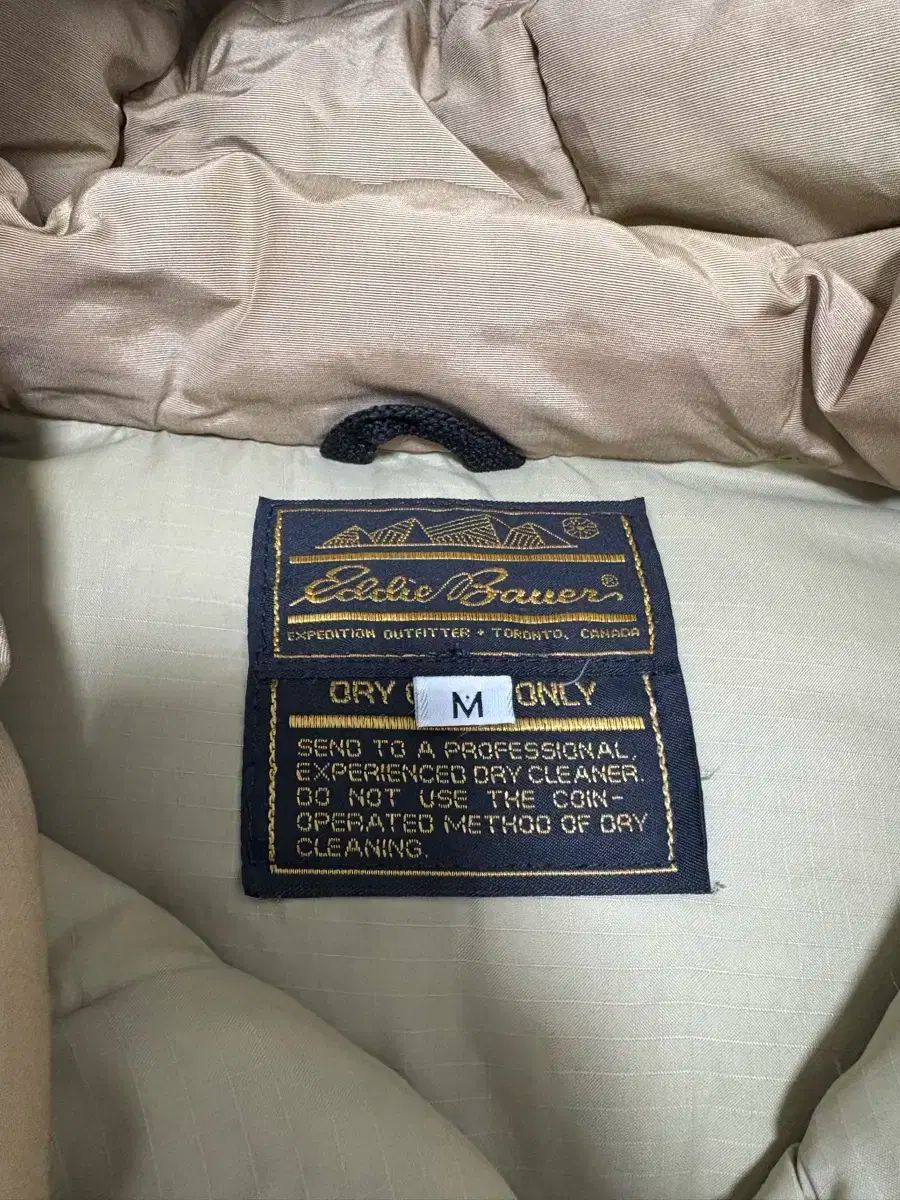 Eddie Bauer®
EXPEDITION OUTFITTER • TORONTO, CANADA
DRY ONLY
M
SEND TO A PROFESSIONAL,
EXPERIENCED DRY CLEANER.
DO NOT USE THE COIN-
OPERATED METHOD OF DRY
CLEANING.